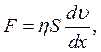 F = ηS dυ/dx,